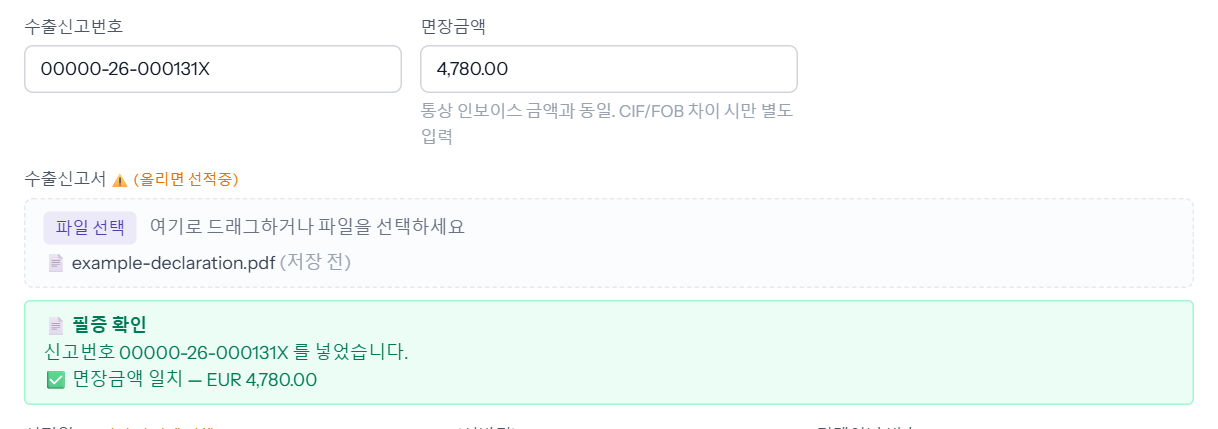 수출신고번호
면장금액
00000-26-000131X
4,780.00
통상 인보이스 금액과 동일. CIF/FOB 차이 시만 별도
입력
수출신고서 ⚠️ (올리면 선적중)
파일 선택 여기로 드래그하거나 파일을 선택하세요
example-declaration.pdf (저장 전)
필증 확인
신고번호 00000-26-000131X 를 넣었습니다.
✅ 면장금액 일치 — EUR 4,780.00